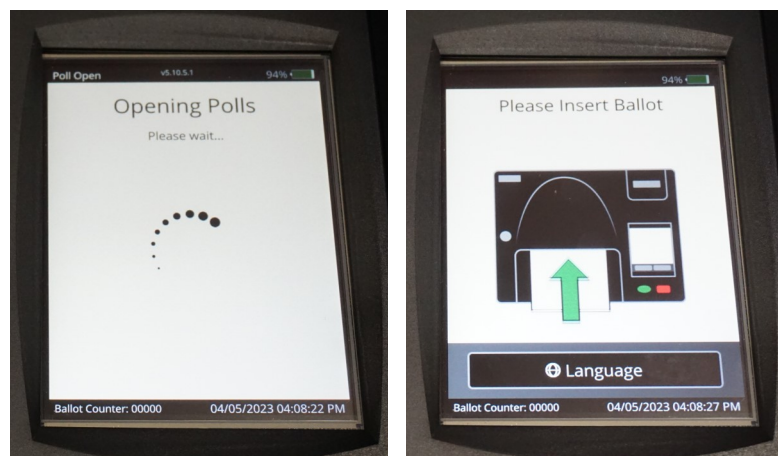 Poll Open v5.10.5.1 94%
Opening Polls
Please wait...
Ballot Counter: 00000 04/05/2023 04:08:22 PM
94%
Please Insert Ballot
Language
Ballot Counter: 00000 04/05/2023 04:08:27 PM